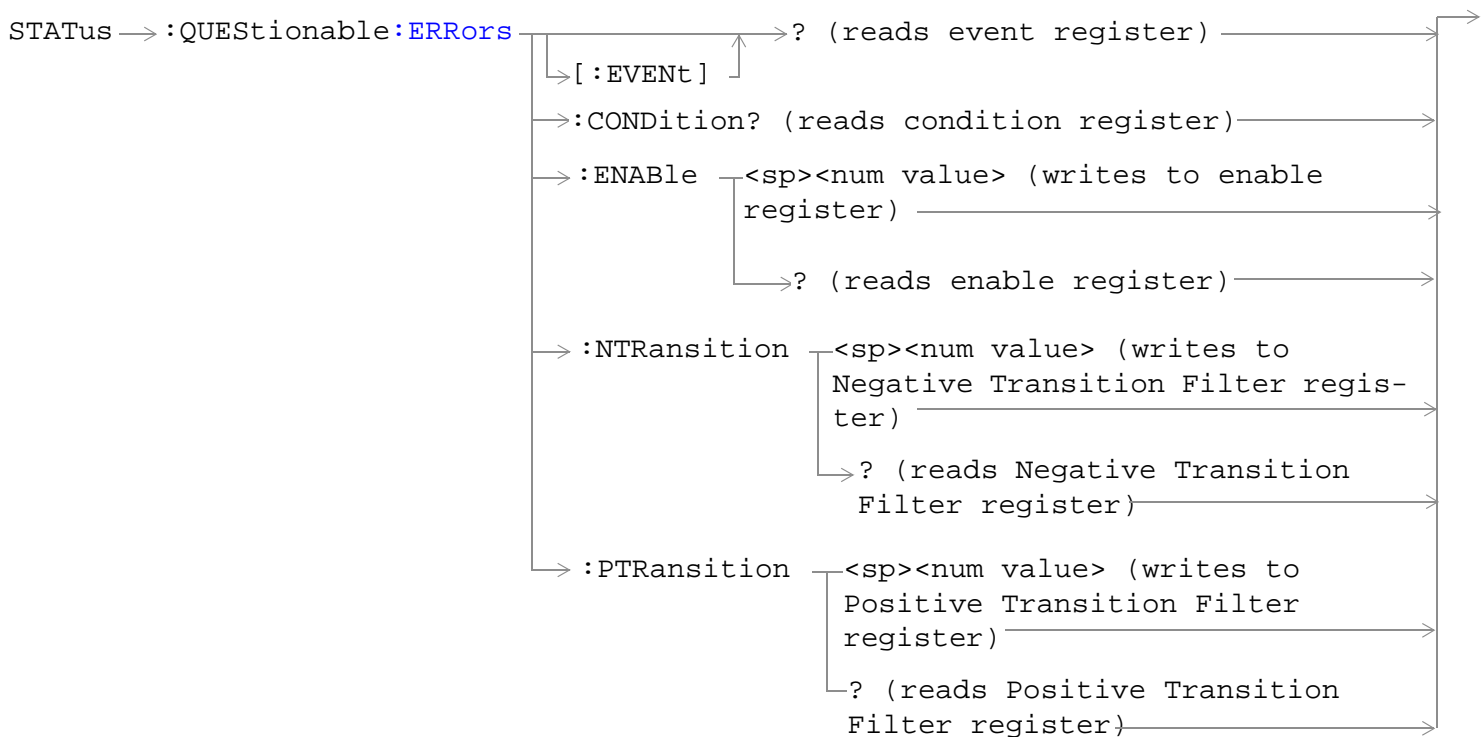 STATus :QUEStionable:ERRors ? (reads event register)
[:EVENt]
:CONDition? (reads condition register)
:ENABle <sp><num value> (writes to enable
register)
? (reads enable register)
:NTRansition <sp><num value> (writes to
Negative Transition Filter regis-
ter)
? (reads Negative Transition
Filter register)
:PTRansition <sp><num value> (writes to
Positive Transition Filter
register)
? (reads Positive Transition
Filter register)